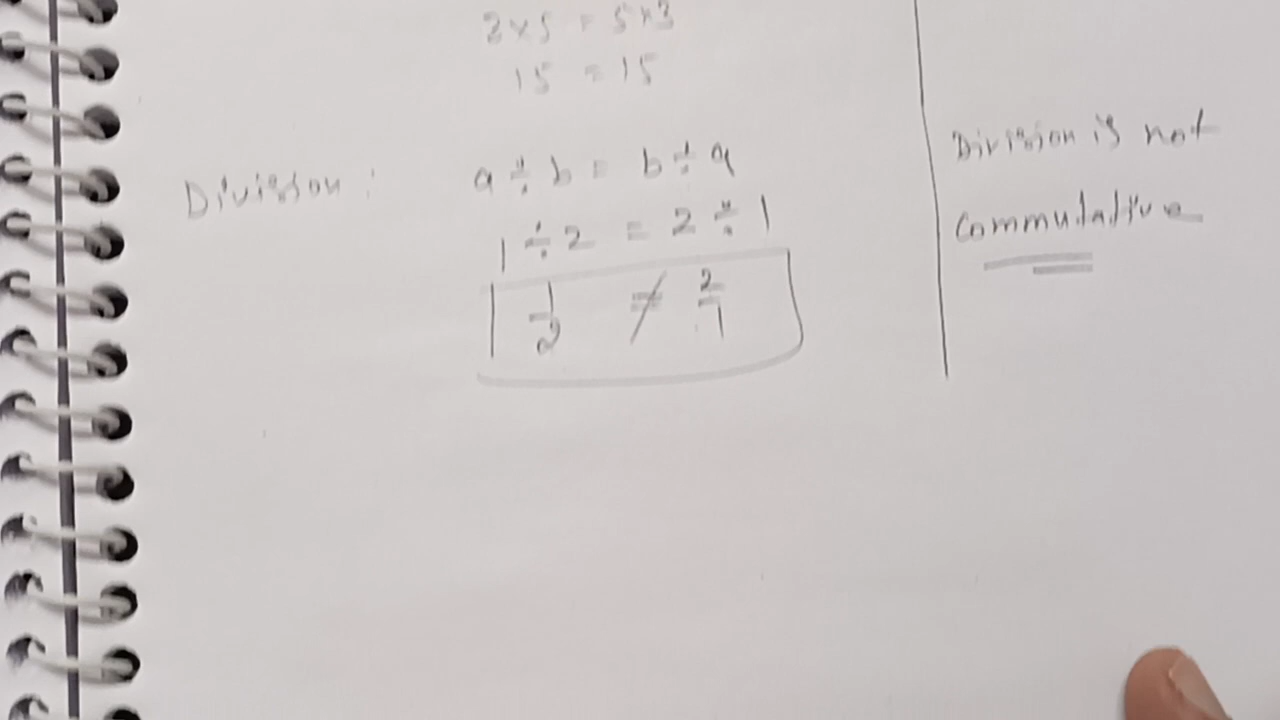 3×5 = 5×3
15 = 15
Division : a ÷ b = b ÷ a
1 ÷ 2 = 2 ÷ 1
1/2 ≠ 2/1
Division is not
commutative